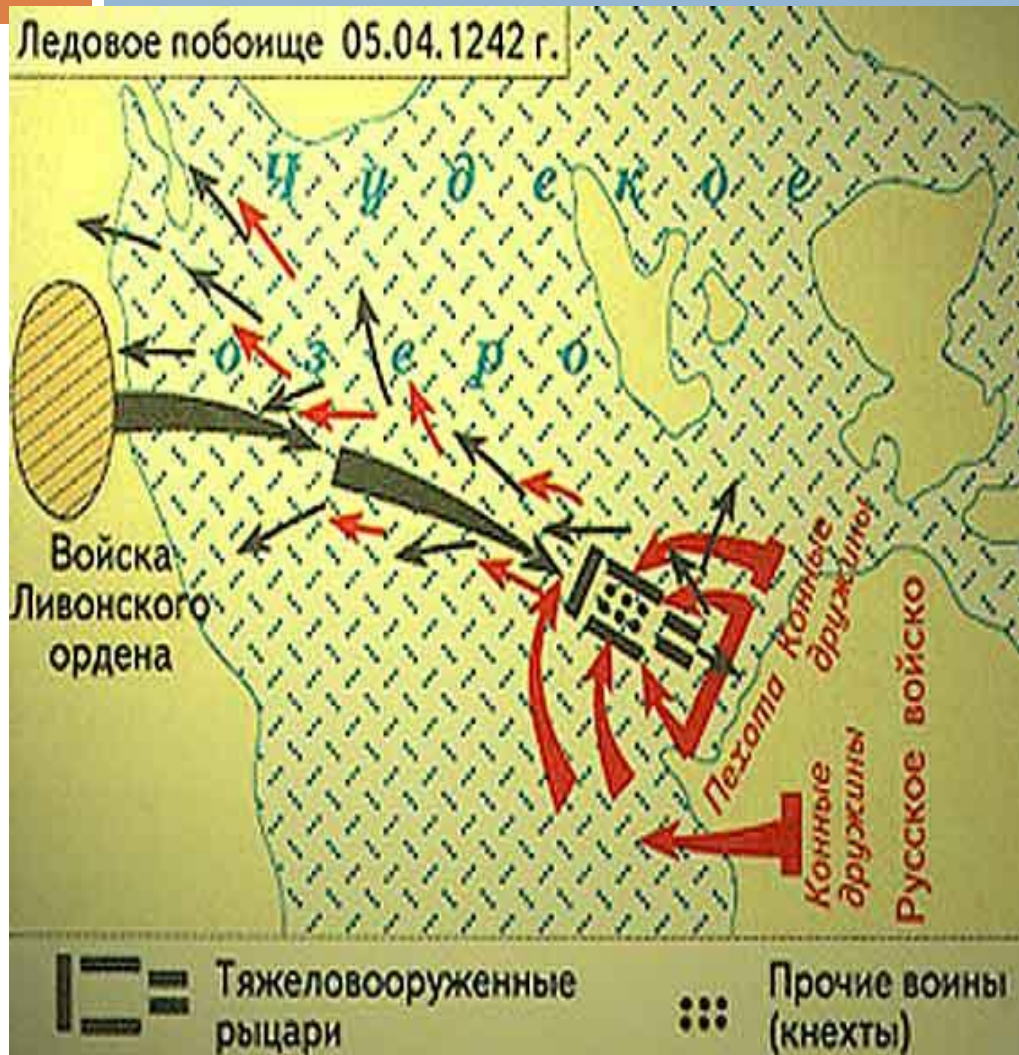 Ледовое побоище 05.04.1242 г.
Чудекое
озеро
Войска
Ливонского
ордена
Конные
дружины
Пехота
Конные
дружины
Русское войско
Тяжеловооруженные
рыцари
Прочие воины
(кнехты)